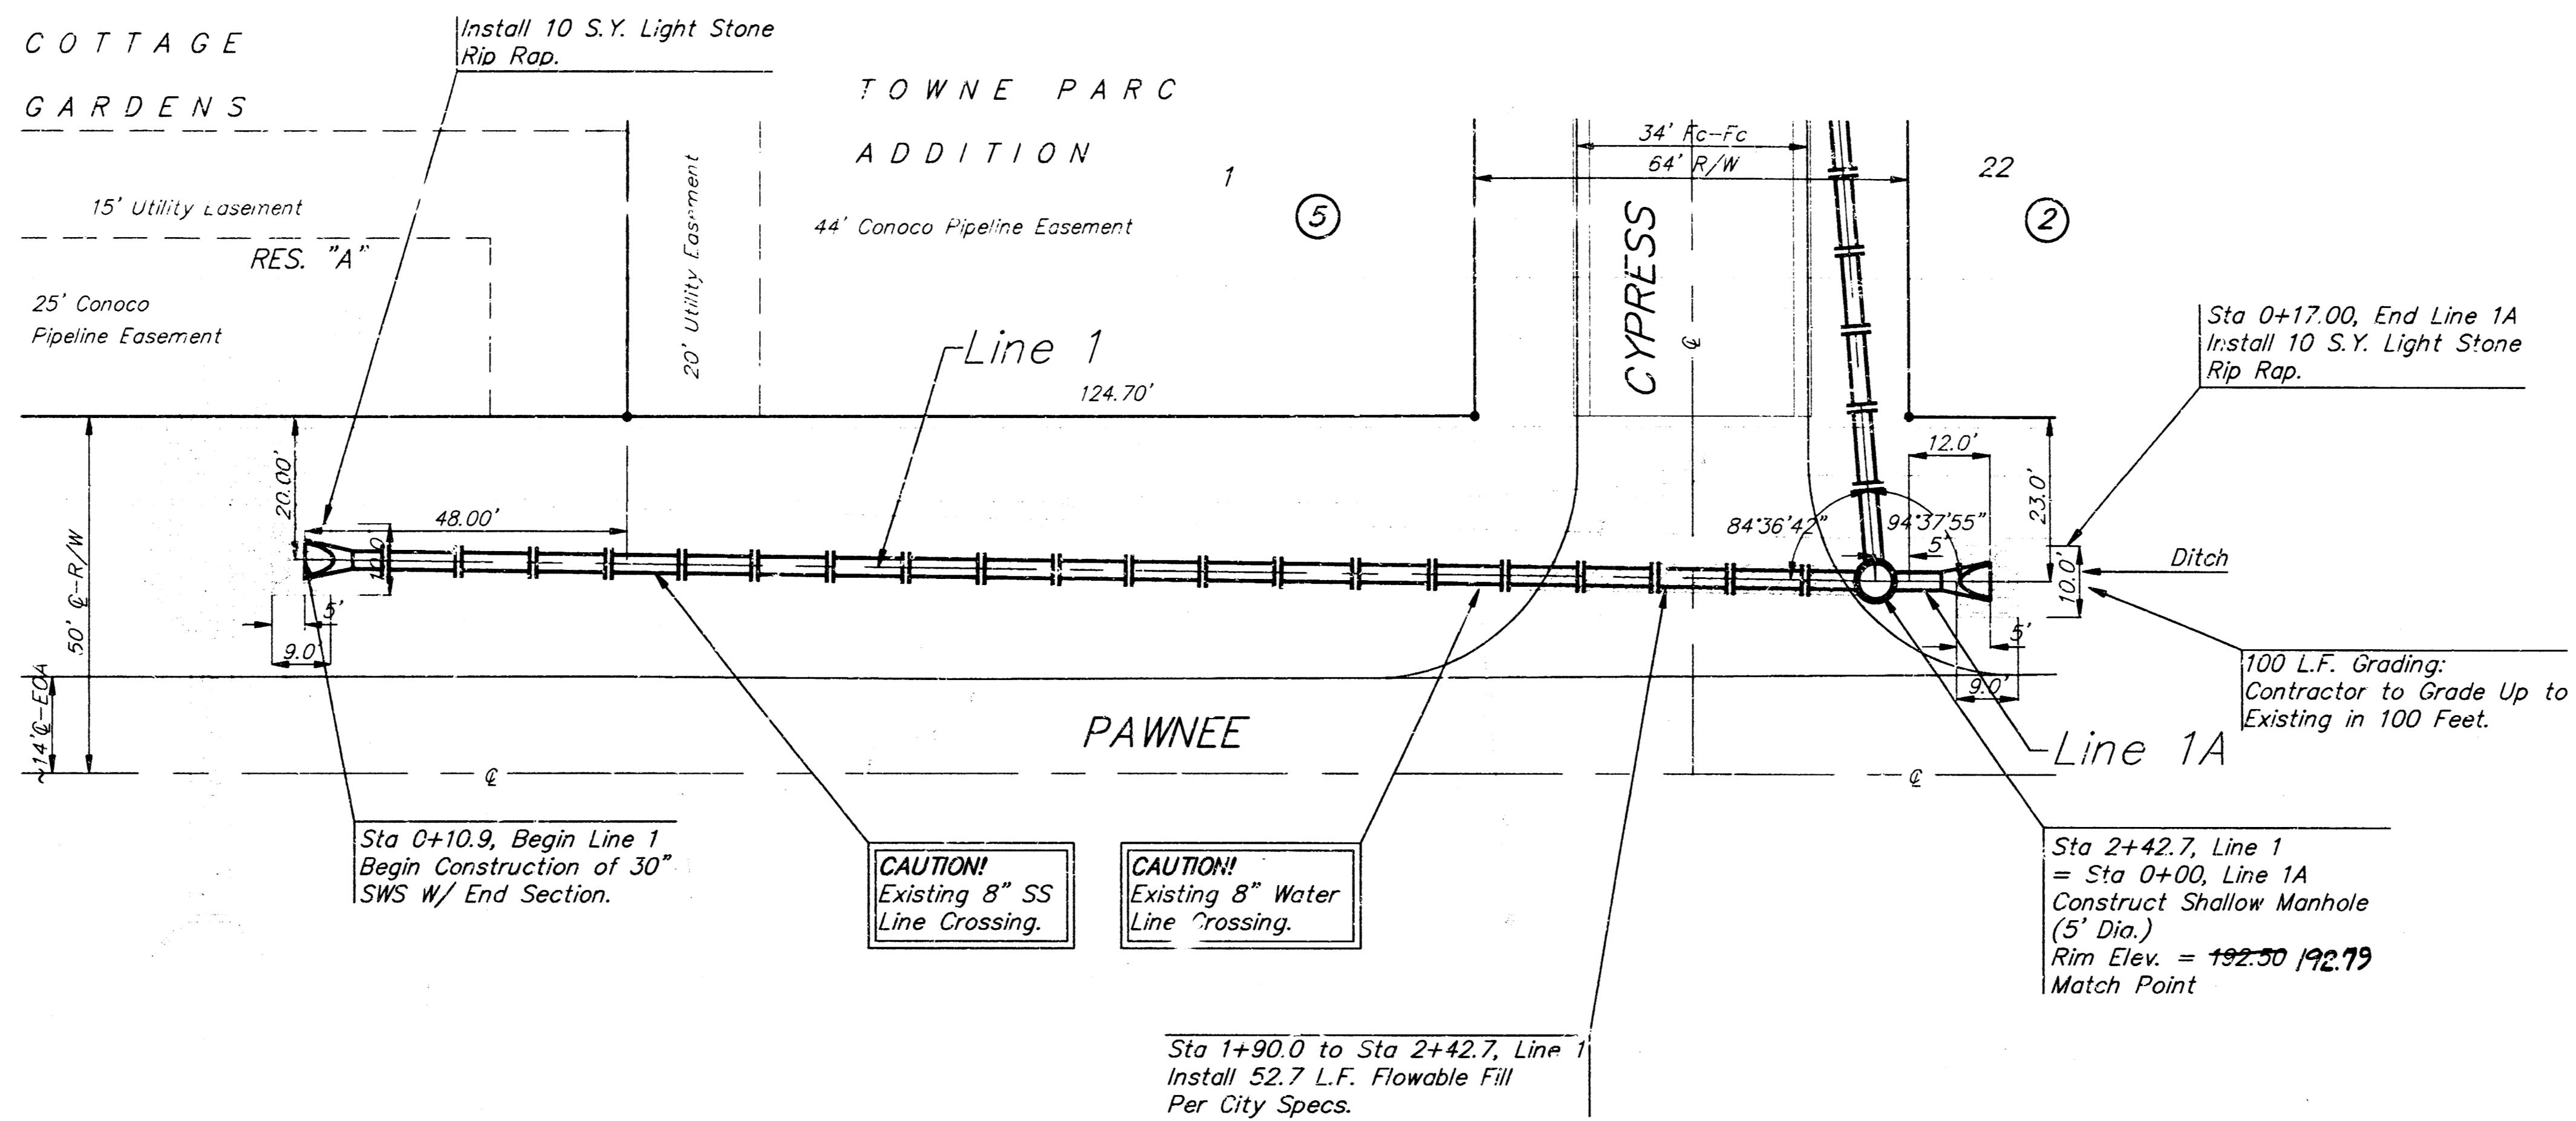 COTTAGE
GARDENS
Install 10 S.Y. Light Stone
Rip Rap.
TOWNE PARC
ADDITION
1
5
44' Conoco Pipeline Easement
15' Utility Easement
RES. "A"
25' Conoco
Pipeline Easement
20' Utility Easement
34' Fc-Fc
64' R/W
22
2
CYPRESS
℄
Line 1
124.70'
Sta 0+17.00, End Line 1A
Install 10 S.Y. Light Stone
Rip Rap.
20.00'
48.00'
10.0'
5'
9.0'
50' ℄-R/W
~14'℄-EOA
84°36'42"
94°37'55"
5'
12.0'
23.0'
10.0'
Ditch
5'
9.0'
100 L.F. Grading:
Contractor to Grade Up to
Existing in 100 Feet.
PAWNEE
Line 1A
℄
℄
Sta 0+10.9, Begin Line 1
Begin Construction of 30"
SWS W/ End Section.
CAUTION!
Existing 8" SS
Line Crossing.
CAUTION!
Existing 8" Water
Line Crossing.
Sta 2+42.7, Line 1
= Sta 0+00, Line 1A
Construct Shallow Manhole
(5' Dia.)
Rim Elev. = 192.50 192.79
Match Point
Sta 1+90.0 to Sta 2+42.7, Line 1
Install 52.7 L.F. Flowable Fill
Per City Specs.